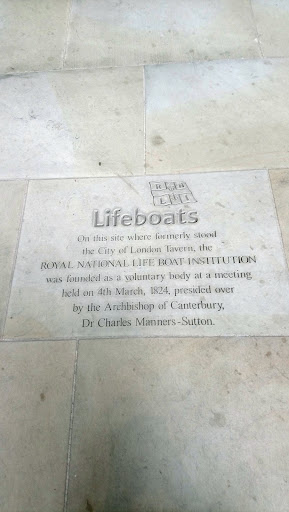 RNLI
Lifeboats
On this site where formerly stood
the City of London Tavern, the
ROYAL NATIONAL LIFE BOAT INSTITUTION
was founded as a voluntary body at a meeting
held on 4th March, 1824, presided over
by the Archbishop of Canterbury,
Dr Charles Manners-Sutton.